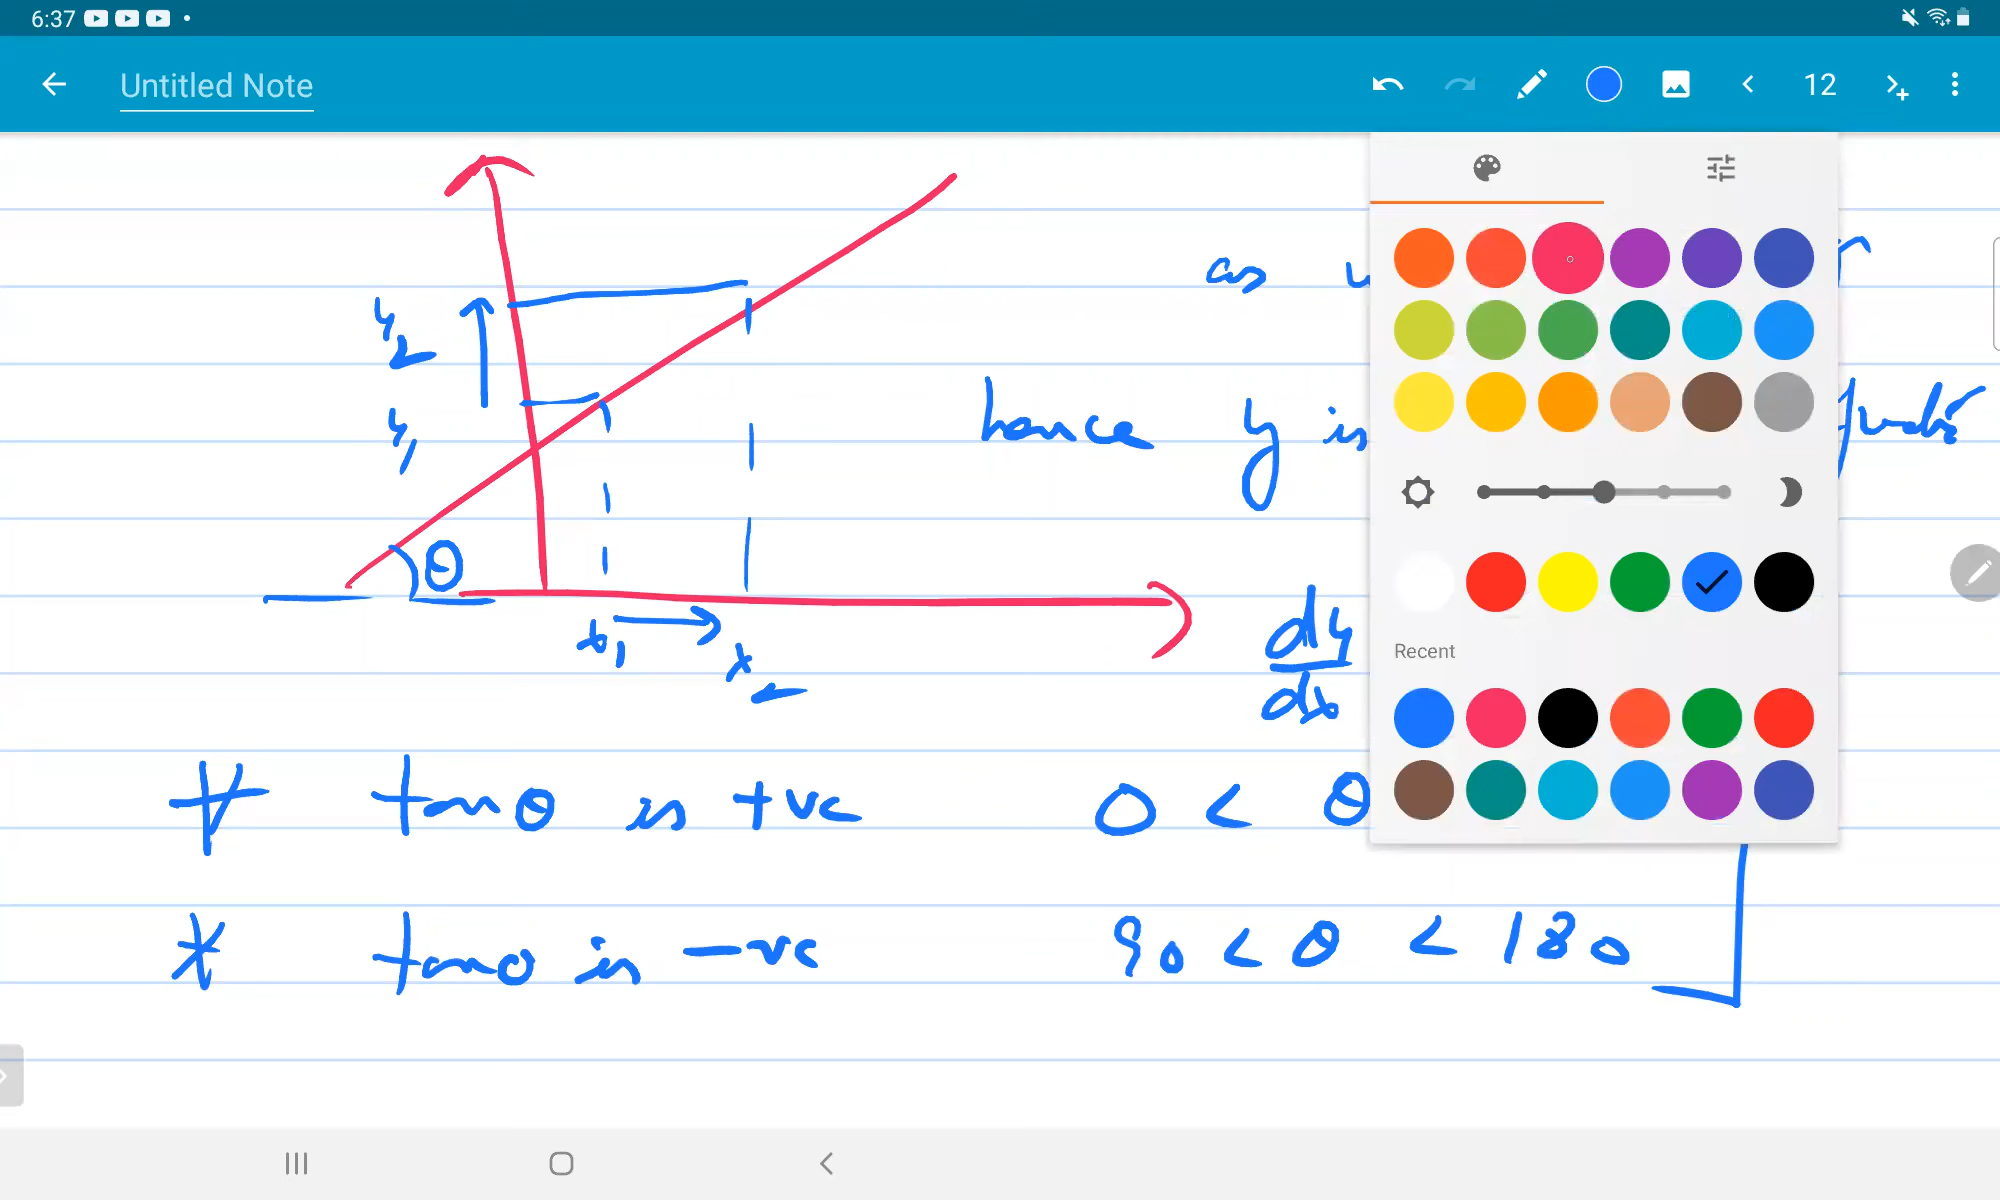 6:37
Untitled Note
12
as
y2
hence y is
y1
θ
x1
x2
dy
dx
Recent
tanθ is +ve 0 < θ
* tanθ is -ve 90 < θ < 180